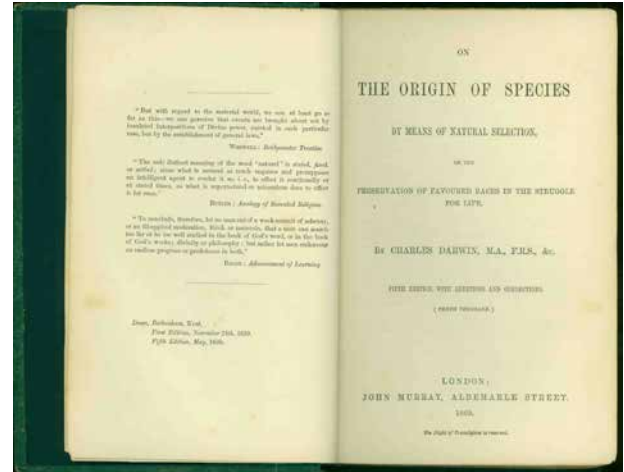 "But with regard to the material world, we can at least go so
far as this—we can perceive that events are brought about not by
insulated interpositions of Divine power, exerted in each particular
case, but by the establishment of general laws."
WHEWELL: Bridgewater Treatise.
"The only distinct meaning of the word 'natural' is stated, fixed,
or settled; since what is natural as much requires and presupposes
an intelligent agent to render it so, i.e., to effect it continually or
at stated times, as what is supernatural or miraculous does to effect
it for once."
BUTLER: Analogy of Revealed Religion.
"To conclude, therefore, let no man out of a weak conceit of sobriety,
or an ill-applied moderation, think or maintain, that a man can search
too far or be too well studied in the book of God's word, or in the book
of God's works; divinity or philosophy; but rather let men endeavour
an endless progress or proficience in both."
BACON: Advancement of Learning.
Down, Beckenham, Kent,
First Edition, November 24th, 1859.
Fifth Edition, May, 1869.
ON
THE ORIGIN OF SPECIES
BY MEANS OF NATURAL SELECTION,
OR THE
PRESERVATION OF FAVOURED RACES IN THE STRUGGLE
FOR LIFE.
BY CHARLES DARWIN, M.A., F.R.S., &c.
FIFTH EDITION, WITH ADDITIONS AND CORRECTIONS.
(TENTH THOUSAND.)
LONDON:
JOHN MURRAY, ALBEMARLE STREET.
1869.
The Right of Translation is reserved.